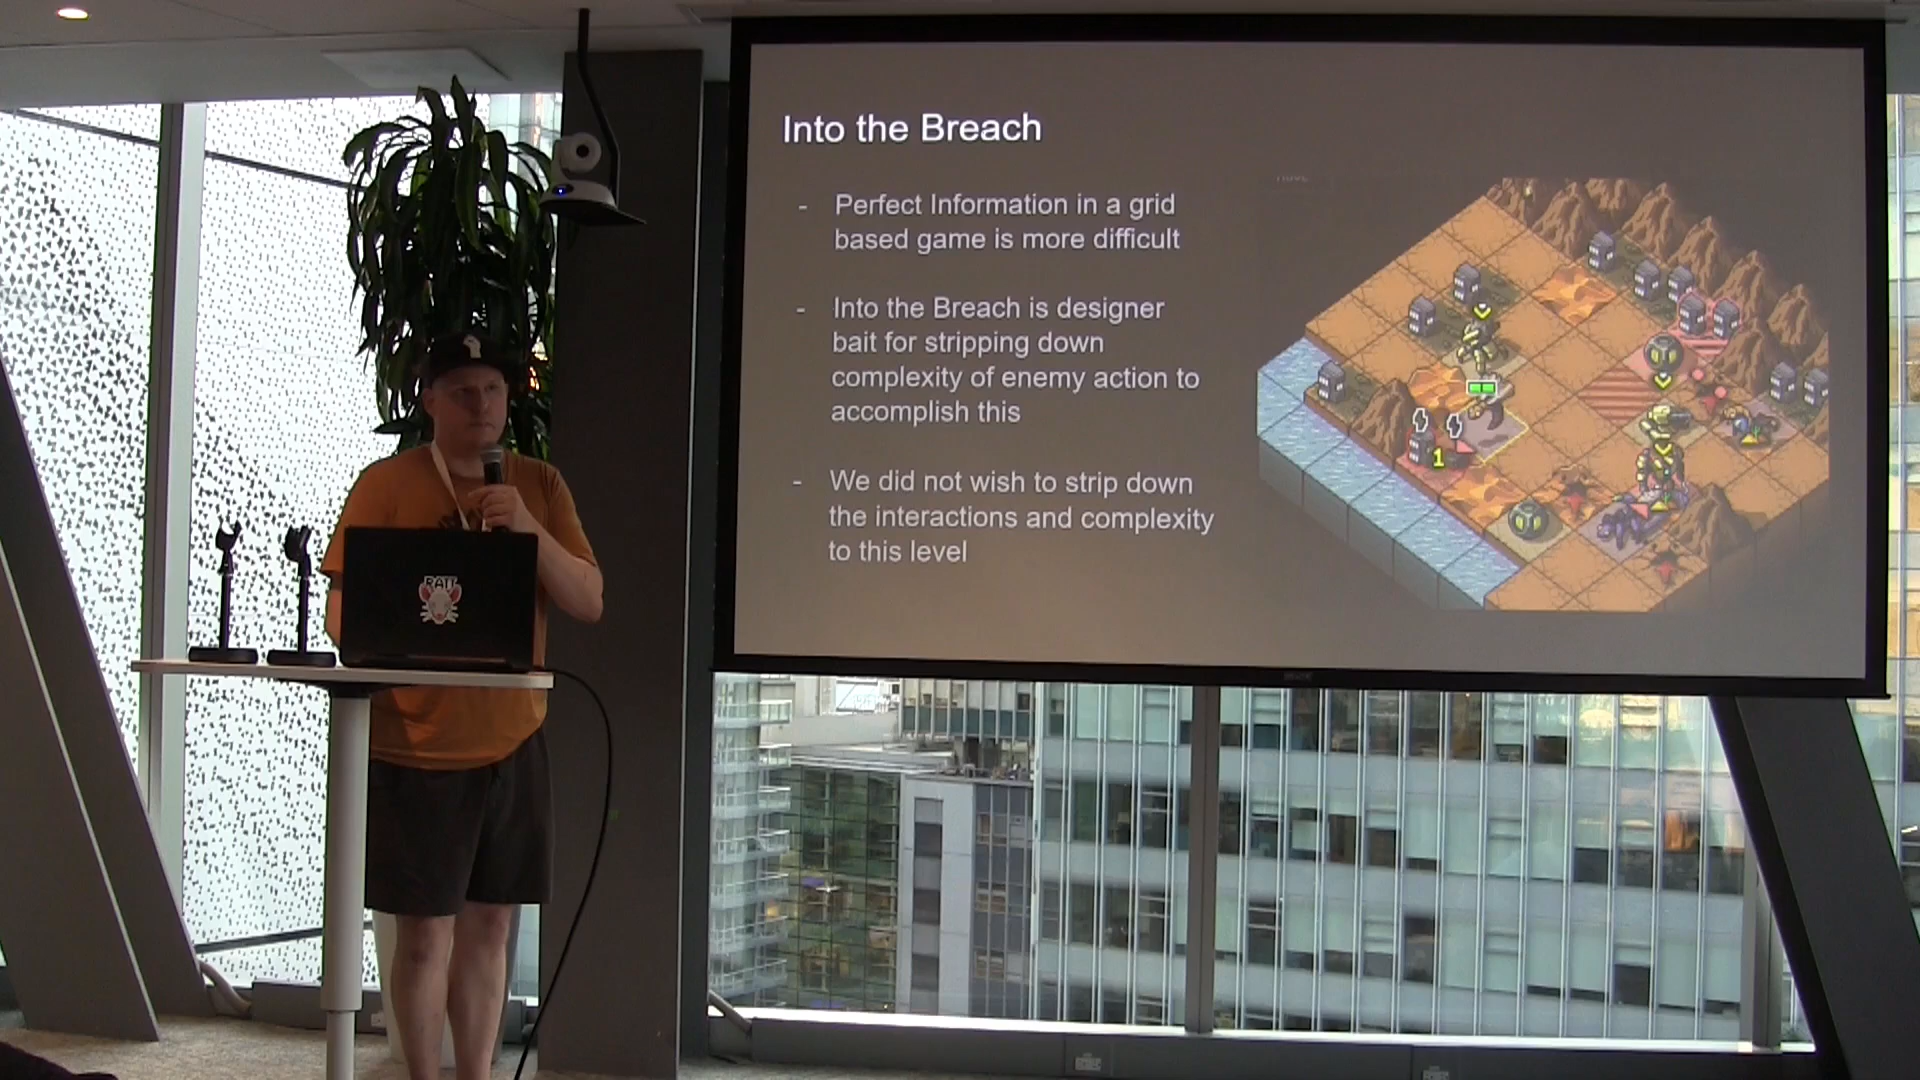 Into the Breach
- Perfect Information in a grid
based game is more difficult
- Into the Breach is designer
bait for stripping down
complexity of enemy action to
accomplish this
- We did not wish to strip down
the interactions and complexity
to this level
1
RATT